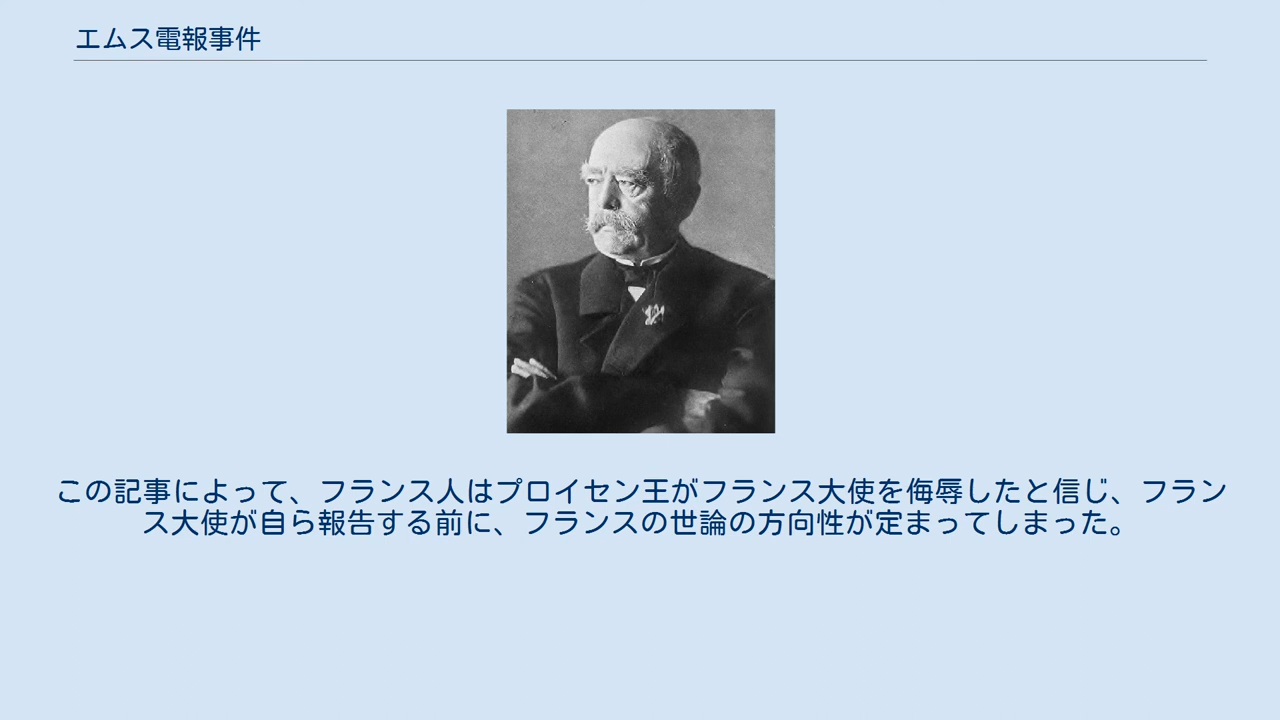 エムス電報事件
この記事によって、フランス人はプロイセン王がフランス大使を侮辱したと信じ、フラン
ス大使が自ら報告する前に、フランスの世論の方向性が定まってしまった。